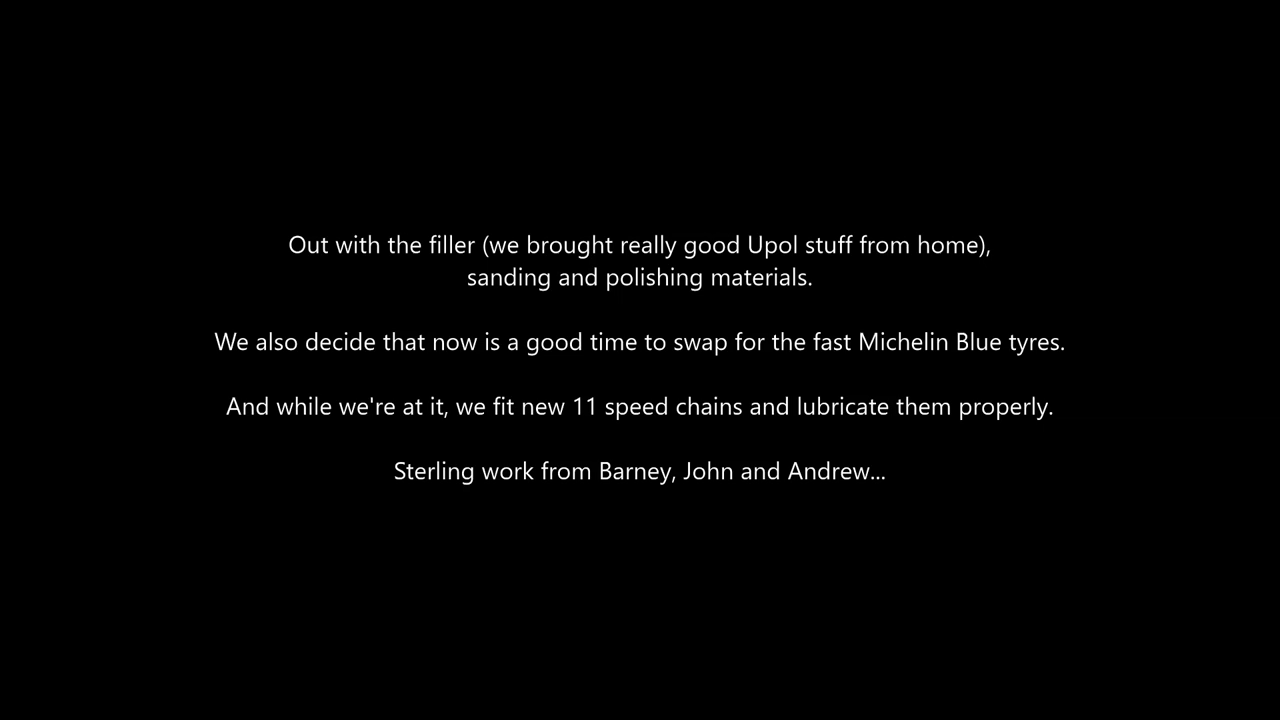 Out with the filler (we brought really good Upol stuff from home),
sanding and polishing materials.
We also decide that now is a good time to swap for the fast Michelin Blue tyres.
And while we're at it, we fit new 11 speed chains and lubricate them properly.
Sterling work from Barney, John and Andrew...